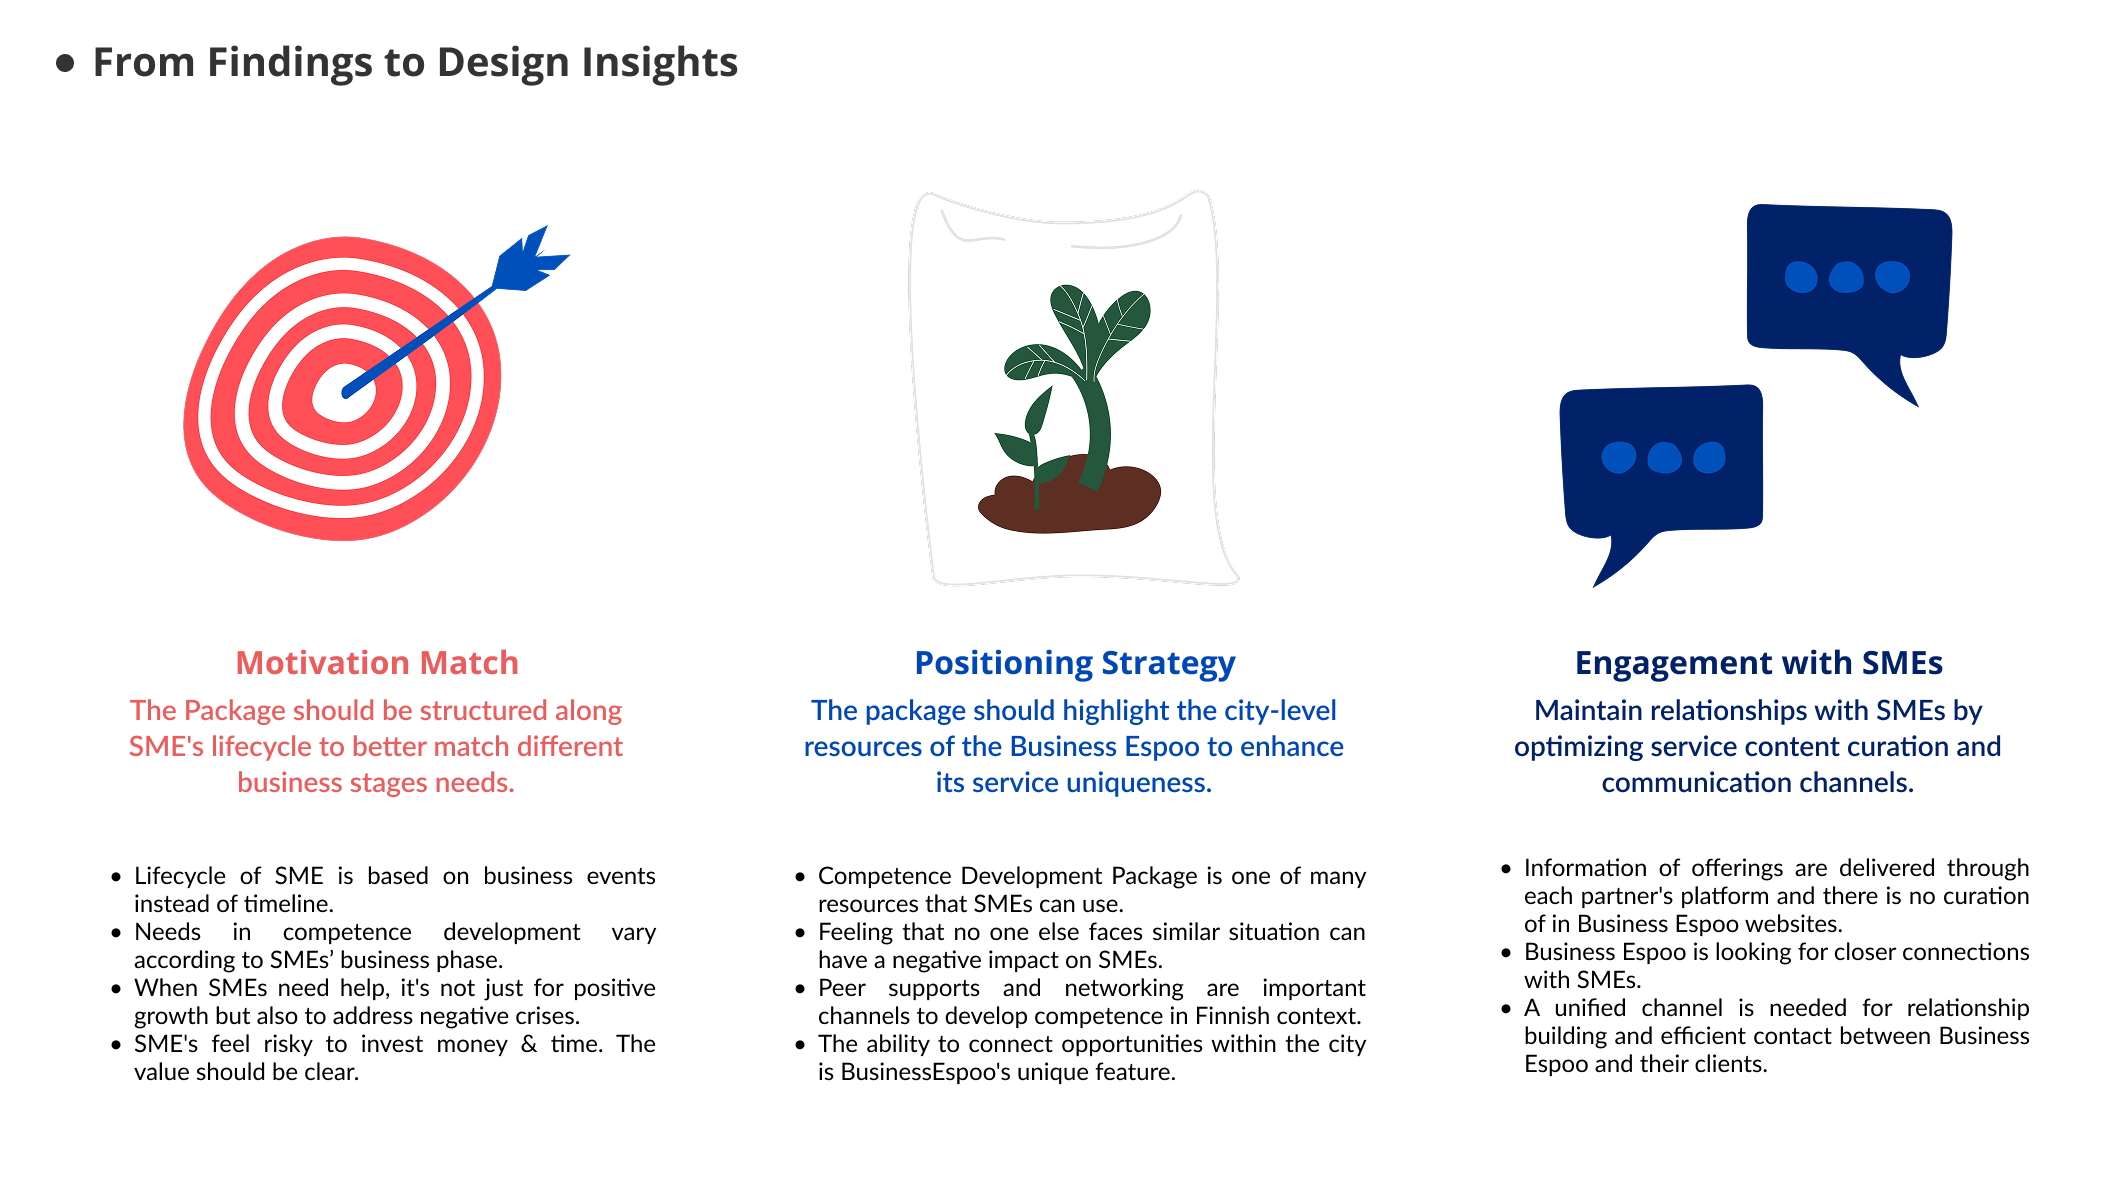 • From Findings to Design Insights
Motivation Match
The Package should be structured along
SME's lifecycle to better match different
business stages needs.
• Lifecycle of SME is based on business events
instead of timeline.
• Needs in competence development vary
according to SMEs’ business phase.
• When SMEs need help, it's not just for positive
growth but also to address negative crises.
• SME's feel risky to invest money & time. The
value should be clear.
Positioning Strategy
The package should highlight the city-level
resources of the Business Espoo to enhance
its service uniqueness.
• Competence Development Package is one of many
resources that SMEs can use.
• Feeling that no one else faces similar situation can
have a negative impact on SMEs.
• Peer supports and networking are important
channels to develop competence in Finnish context.
• The ability to connect opportunities within the city
is BusinessEspoo's unique feature.
Engagement with SMEs
Maintain relationships with SMEs by
optimizing service content curation and
communication channels.
• Information of offerings are delivered through
each partner's platform and there is no curation
of in Business Espoo websites.
• Business Espoo is looking for closer connections
with SMEs.
• A unified channel is needed for relationship
building and efficient contact between Business
Espoo and their clients.